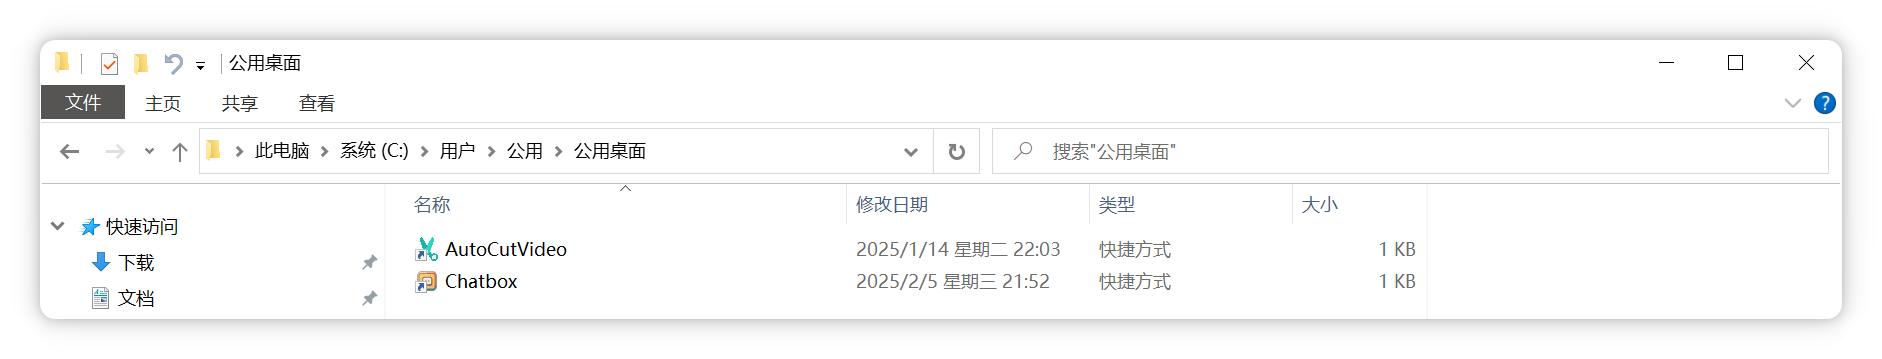 公用桌面
文件 主页 共享 查看
此电脑 系统 (C:) 用户 公用 公用桌面 搜索"公用桌面"
名称 修改日期 类型 大小
快速访问
AutoCutVideo 2025/1/14 星期二 22:03 快捷方式 1 KB
下载
Chatbox 2025/2/5 星期三 21:52 快捷方式 1 KB
文档